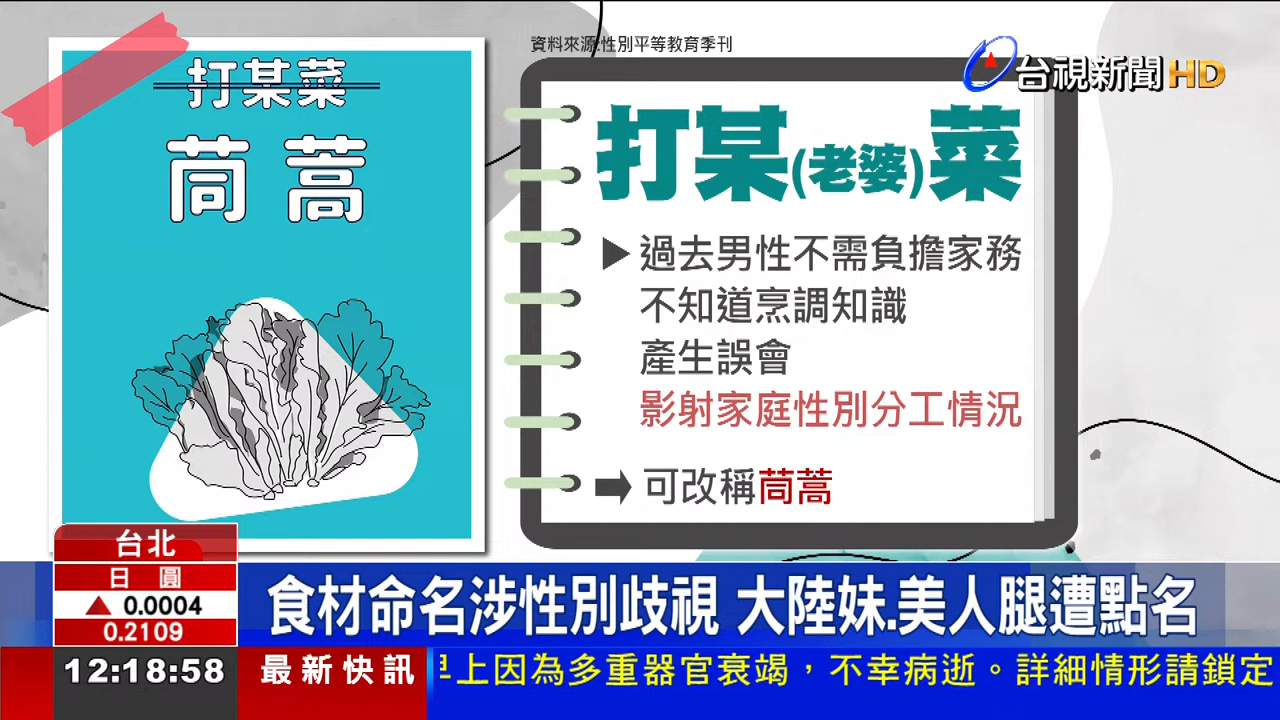 資料來源:性別平等教育季刊
台視新聞HD
打某菜
茼蒿
打某(老婆)菜
▶過去男性不需負擔家務
不知道烹調知識
產生誤會
影射家庭性別分工情況
➡可改稱茼蒿
台北
日圓
▲ 0.0004
0.2109
食材命名涉性別歧視 大陸妹.美人腿遭點名
12:18:58
最新快訊
早上因為多重器官衰竭，不幸病逝。詳細情形請鎖定